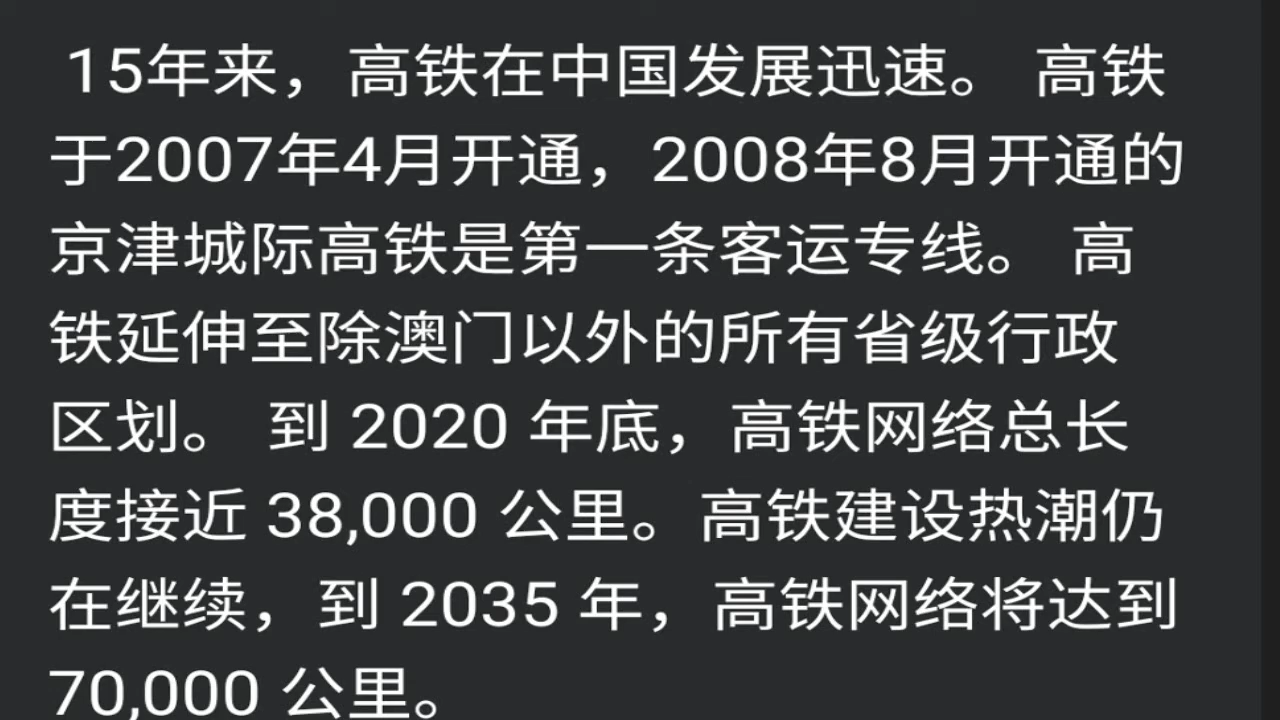 15年来，高铁在中国发展迅速。 高铁
于2007年4月开通，2008年8月开通的
京津城际高铁是第一条客运专线。 高
铁延伸至除澳门以外的所有省级行政
区划。 到 2020 年底，高铁网络总长
度接近 38,000 公里。高铁建设热潮仍
在继续，到 2035 年，高铁网络将达到
70,000 公里。